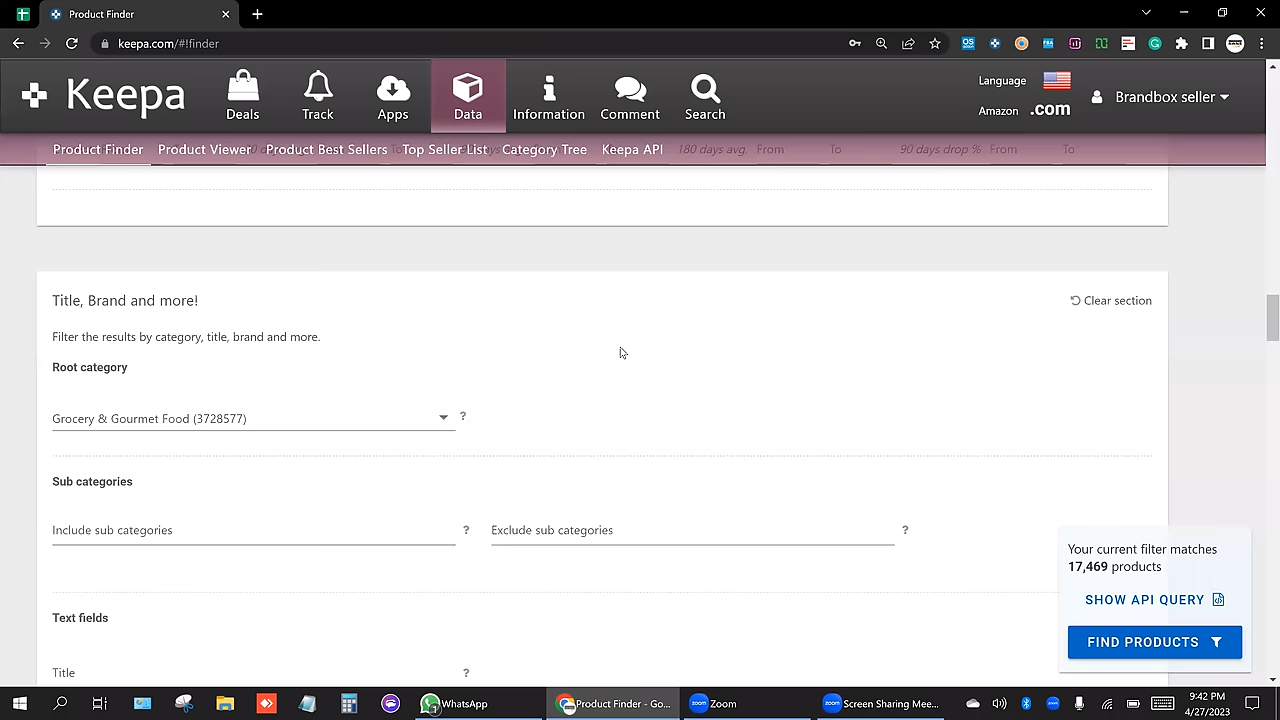 Product Finder
keepa.com/#!finder
Keepa
Deals
Track
Apps
Data
Information
Comment
Search
Language
Amazon .com
Brandbox seller
Product Finder Product Viewer Product Best Sellers Top Seller List Category Tree Keepa API
To 180 days avg. From To 90 days drop % From To
Title, Brand and more!
Clear section
Filter the results by category, title, brand and more.
Root category
Grocery & Gourmet Food (3728577) ?
Sub categories
Include sub categories ? Exclude sub categories ?
Your current filter matches
17,469 products
SHOW API QUERY
FIND PRODUCTS
Text fields
Title ?
WhatsApp
Product Finder - Go...
Zoom
Screen Sharing Mee...
9:42 PM
4/27/2023